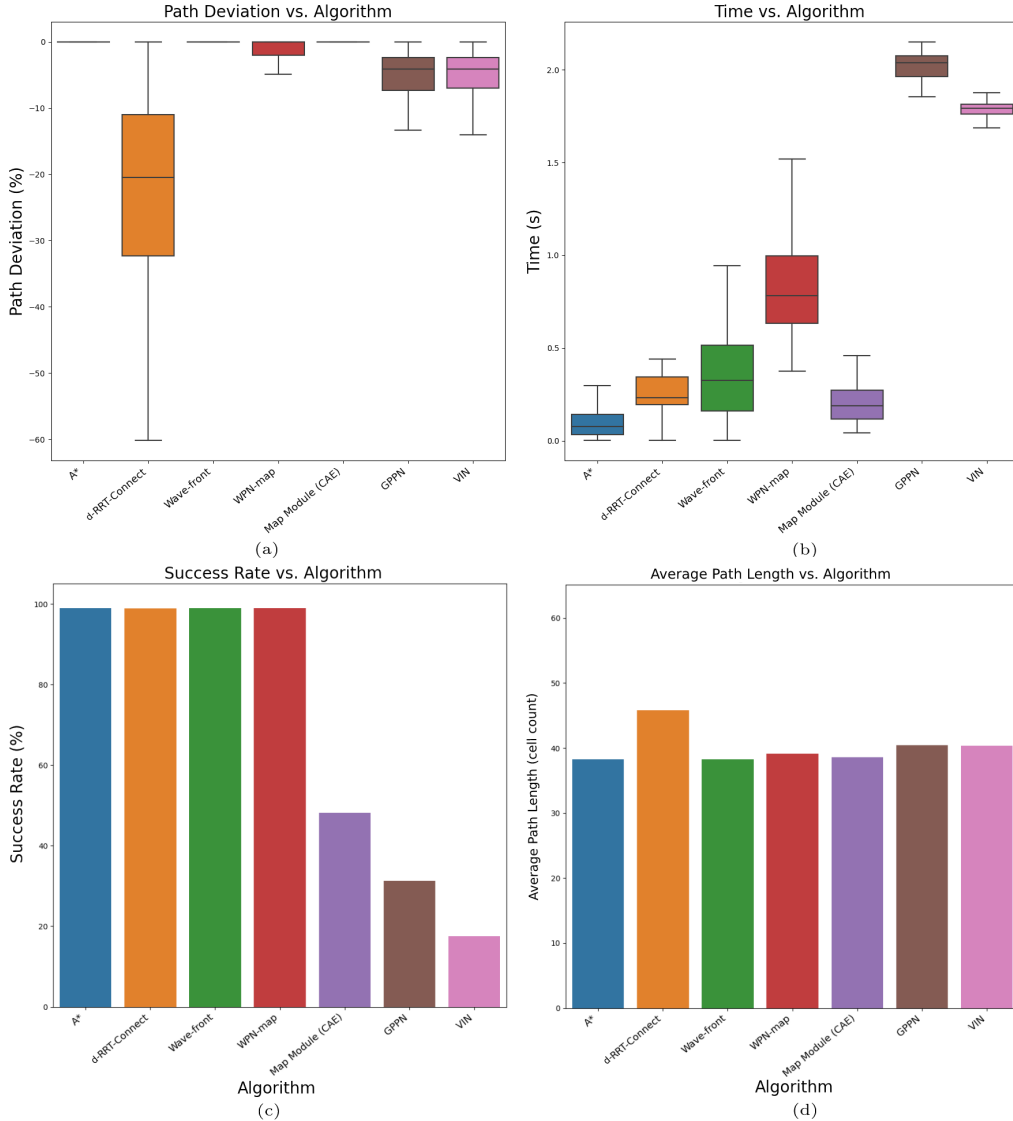 Path Deviation vs. Algorithm
Path Deviation (%)
0
−10
−20
−30
−40
−50
−60
A*
d-RRT-Connect
Wave-front
WPN-map
Map Module (CAE)
GPPN
VIN
(a)
Time vs. Algorithm
Time (s)
2.0
1.5
1.0
0.5
0.0
A*
d-RRT-Connect
Wave-front
WPN-map
Map Module (CAE)
GPPN
VIN
(b)
Success Rate vs. Algorithm
Success Rate (%)
100
80
60
40
20
0
A*
d-RRT-Connect
Wave-front
WPN-map
Map Module (CAE)
GPPN
VIN
Algorithm
(c)
Average Path Length vs. Algorithm
Average Path Length (cell count)
60
50
40
30
20
10
0
A*
d-RRT-Connect
Wave-front
WPN-map
Map Module (CAE)
GPPN
VIN
Algorithm
(d)